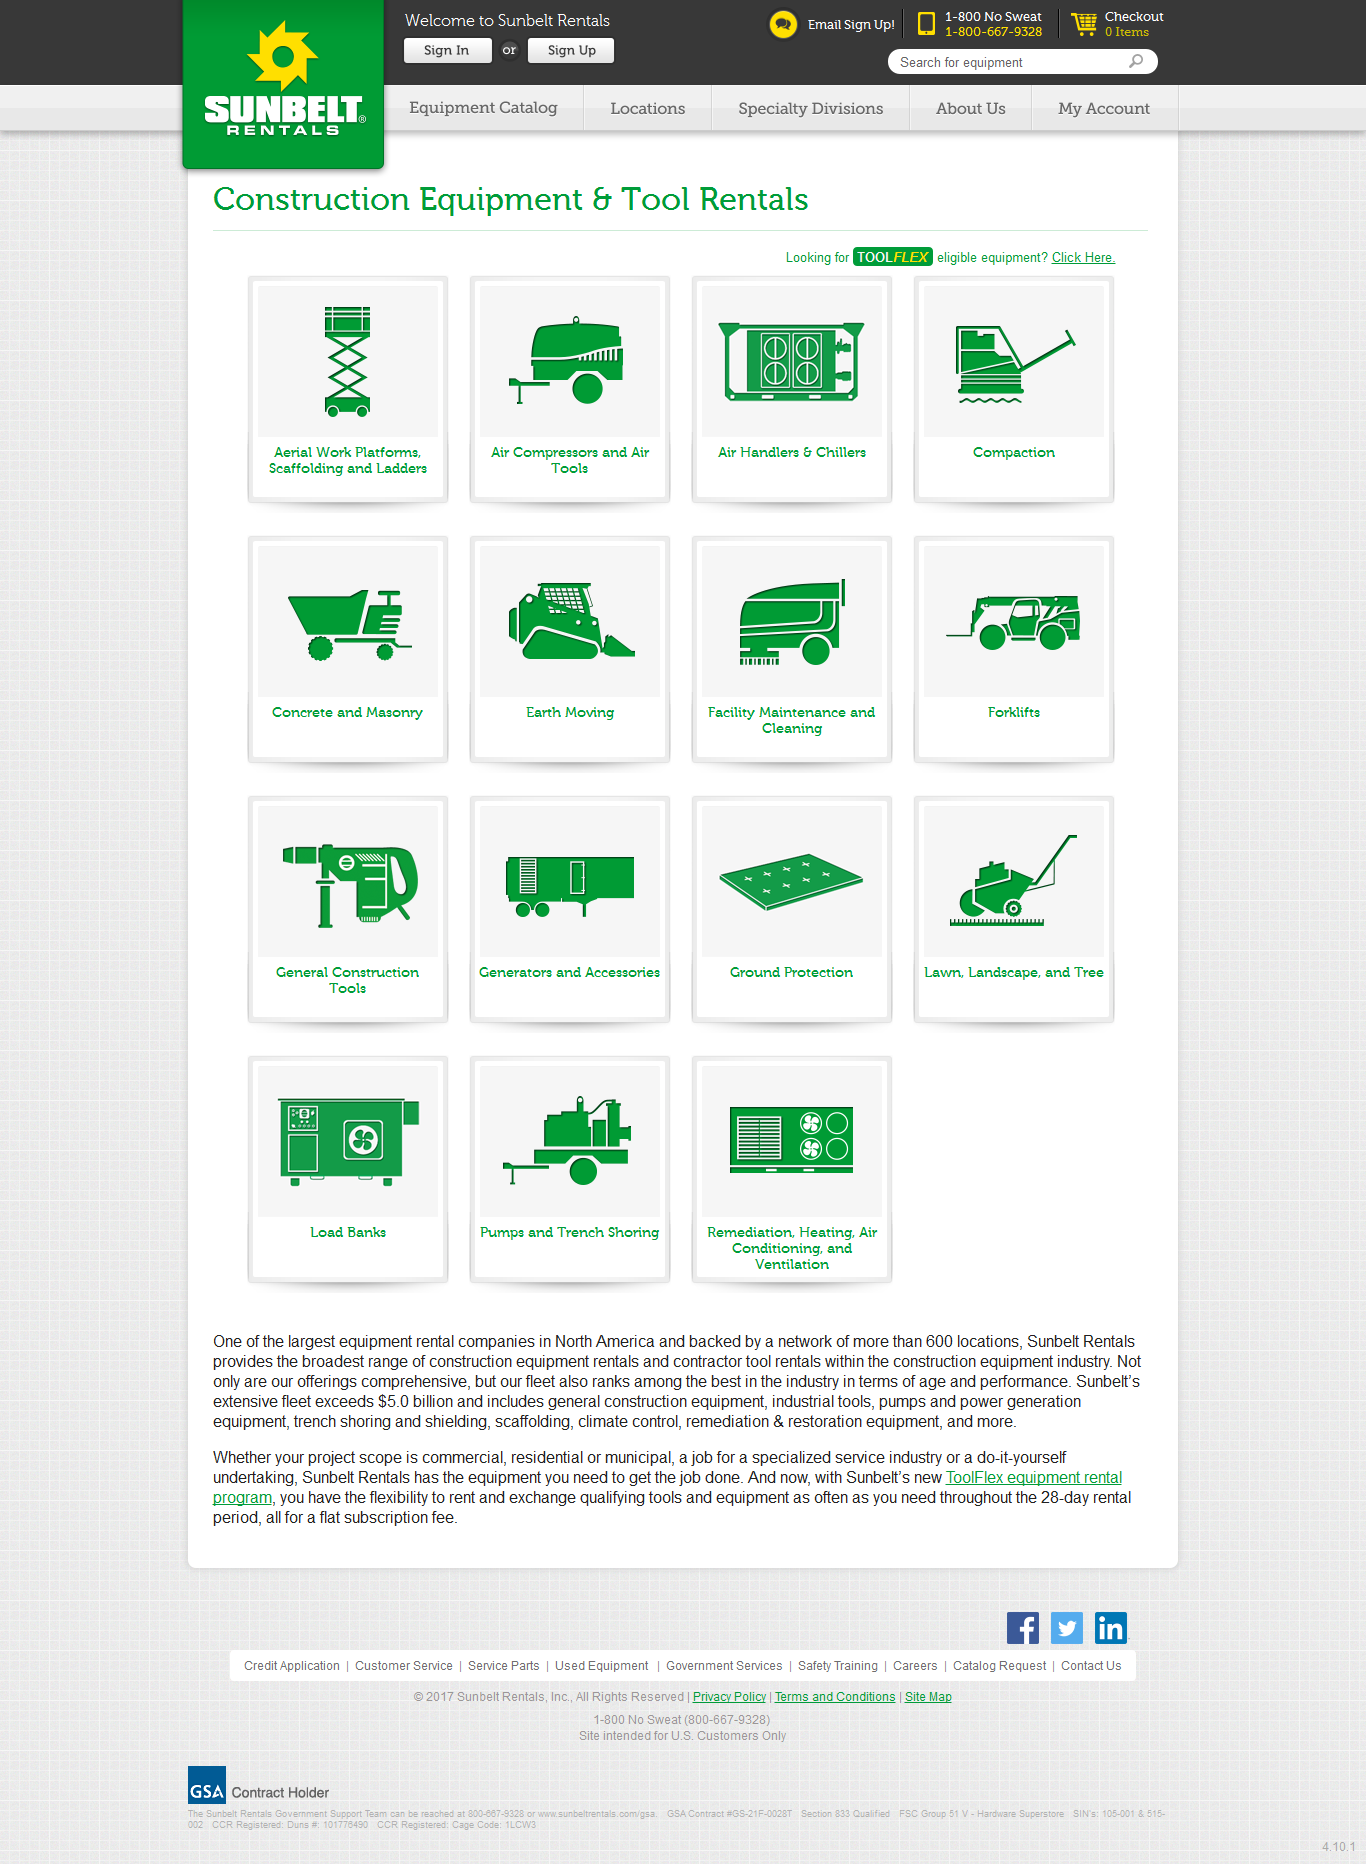 Welcome to Sunbelt Rentals
Sign In or Sign Up
Email Sign Up!
1-800 No Sweat
1-800-667-9328
Checkout
0 Items
Search for equipment
SUNBELT®
RENTALS
Equipment Catalog
Locations
Specialty Divisions
About Us
My Account
Construction Equipment & Tool Rentals
Looking for TOOLFLEX eligible equipment? Click Here.
Aerial Work Platforms,
Scaffolding and Ladders
Air Compressors and Air
Tools
Air Handlers & Chillers
Compaction
Concrete and Masonry
Earth Moving
Facility Maintenance and
Cleaning
Forklifts
General Construction
Tools
Generators and Accessories
Ground Protection
Lawn, Landscape, and Tree
Load Banks
Pumps and Trench Shoring
Remediation, Heating, Air
Conditioning, and
Ventilation
One of the largest equipment rental companies in North America and backed by a network of more than 600 locations, Sunbelt Rentals
provides the broadest range of construction equipment rentals and contractor tool rentals within the construction equipment industry. Not
only are our offerings comprehensive, but our fleet also ranks among the best in the industry in terms of age and performance. Sunbelt's
extensive fleet exceeds $5.0 billion and includes general construction equipment, industrial tools, pumps and power generation
equipment, trench shoring and shielding, scaffolding, climate control, remediation & restoration equipment, and more.
Whether your project scope is commercial, residential or municipal, a job for a specialized service industry or a do-it-yourself
undertaking, Sunbelt Rentals has the equipment you need to get the job done. And now, with Sunbelt's new ToolFlex equipment rental
program, you have the flexibility to rent and exchange qualifying tools and equipment as often as you need throughout the 28-day rental
period, all for a flat subscription fee.
Credit Application | Customer Service | Service Parts | Used Equipment | Government Services | Safety Training | Careers | Catalog Request | Contact Us
© 2017 Sunbelt Rentals, Inc., All Rights Reserved | Privacy Policy | Terms and Conditions | Site Map
1-800 No Sweat (800-667-9328)
Site intended for U.S. Customers Only
GSA Contract Holder
The Sunbelt Rentals Government Support Team can be reached at 800-667-9328 or www.sunbeltrentals.com/gsa. GSA Contract #GS-21F-0028T Section 833 Qualified FSC Group 51 V - Hardware Superstore SIN's: 105-001 & 515-
002 CCR Registered: Duns #: 101776490 CCR Registered: Cage Code: 1LCW3
4.10.1